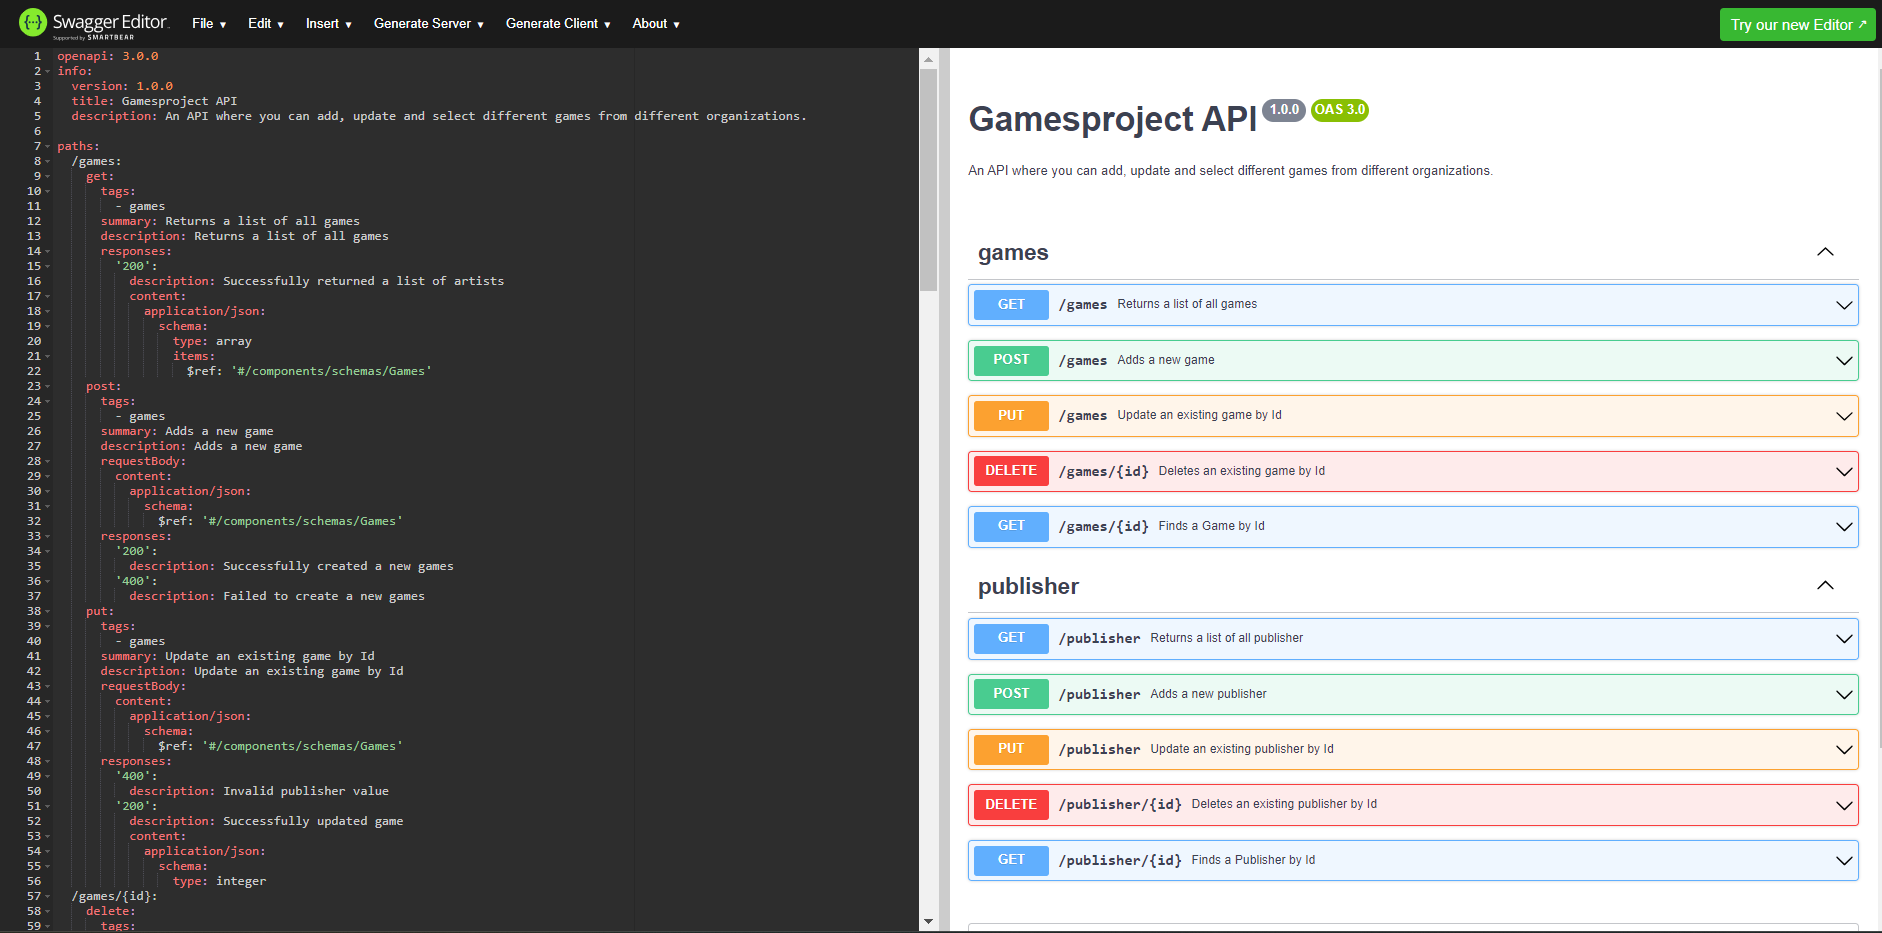 Swagger Editor.
Supported by SMARTBEAR
File ▾ Edit ▾ Insert ▾ Generate Server ▾ Generate Client ▾ About ▾
Try our new Editor ↗
1 openapi: 3.0.0
2 info:
3 version: 1.0.0
4 title: Gamesproject API
5 description: An API where you can add, update and select different games from different organizations.
6
7 paths:
8 /games:
9 get:
10 tags:
11 - games
12 summary: Returns a list of all games
13 description: Returns a list of all games
14 responses:
15 '200':
16 description: Successfully returned a list of artists
17 content:
18 application/json:
19 schema:
20 type: array
21 items:
22 $ref: '#/components/schemas/Games'
23 post:
24 tags:
25 - games
26 summary: Adds a new game
27 description: Adds a new game
28 requestBody:
29 content:
30 application/json:
31 schema:
32 $ref: '#/components/schemas/Games'
33 responses:
34 '200':
35 description: Successfully created a new games
36 '400':
37 description: Failed to create a new games
38 put:
39 tags:
40 - games
41 summary: Update an existing game by Id
42 description: Update an existing game by Id
43 requestBody:
44 content:
45 application/json:
46 schema:
47 $ref: '#/components/schemas/Games'
48 responses:
49 '400':
50 description: Invalid publisher value
51 '200':
52 description: Successfully updated game
53 content:
54 application/json:
55 schema:
56 type: integer
57 /games/{id}:
58 delete:
59 tags:
Gamesproject API 1.0.0 OAS 3.0
An API where you can add, update and select different games from different organizations.
games
GET /games Returns a list of all games
POST /games Adds a new game
PUT /games Update an existing game by Id
DELETE /games/{id} Deletes an existing game by Id
GET /games/{id} Finds a Game by Id
publisher
GET /publisher Returns a list of all publisher
POST /publisher Adds a new publisher
PUT /publisher Update an existing publisher by Id
DELETE /publisher/{id} Deletes an existing publisher by Id
GET /publisher/{id} Finds a Publisher by Id